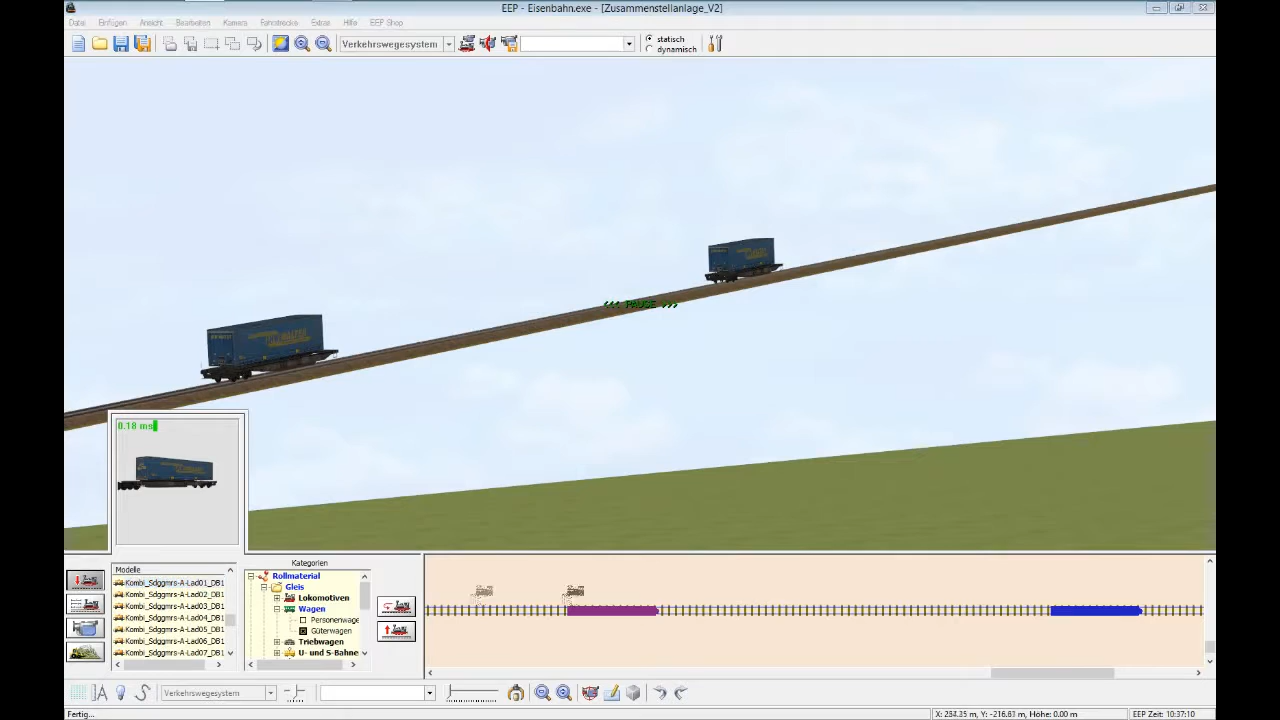 EEP - Eisenbahn.exe - [Zusammenstellanlage_V2]
Datei Einfügen Ansicht Bearbeiten Kamera Fahrstrecke Extras Hilfe EEP Shop
Verkehrswegesystem
statisch
dynamisch
<<< PAUSE >>>
0.18 ms
Modelle
Kombi_Sdggmrs-A-Lad01_DB1
Kombi_Sdggmrs-A-Lad02_DB1
Kombi_Sdggmrs-A-Lad03_DB1
Kombi_Sdggmrs-A-Lad04_DB1
Kombi_Sdggmrs-A-Lad05_DB1
Kombi_Sdggmrs-A-Lad06_DB1
Kombi_Sdggmrs-A-Lad07_DB1
Kategorien
Rollmaterial
Gleis
Lokomotiven
Wagen
Personenwage
Güterwagen
Triebwagen
U- und S-Bahne
Verkehrswegesystem
Fertig...
Y: -216.63 m, Höhe: 0.00 m
EEP Zeit: 10:37:10